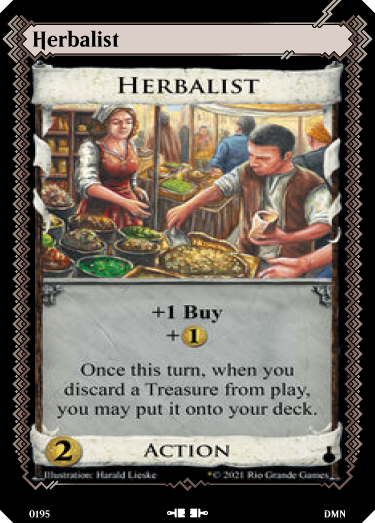 Herbalist
HERBALIST
+1 Buy
+1
Once this turn, when you
discard a Treasure from play,
you may put it onto your deck.
2
ACTION
Illustration: Harald Lieske
*© 2021 Rio Grande Games
0195
DMN